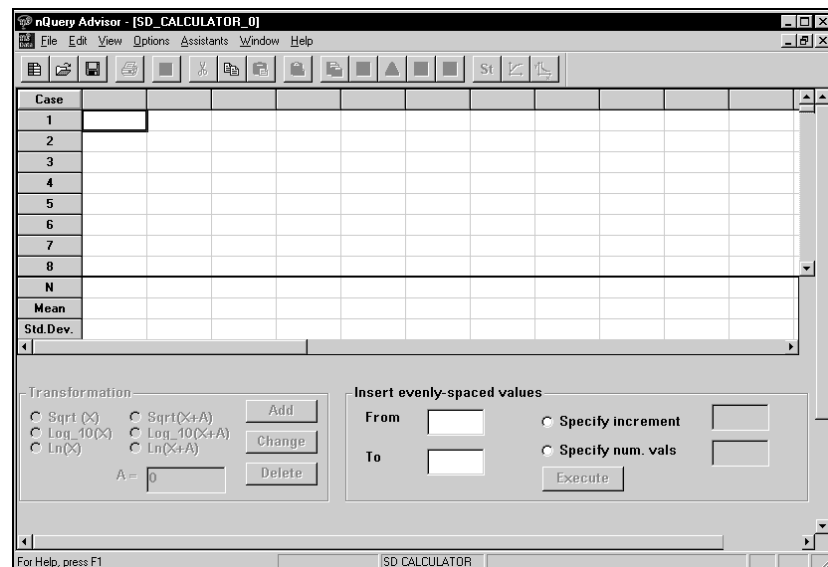 nQuery Advisor - [SD_CALCULATOR_0]
File Edit View Options Assistants Window Help
St
Case
1
2
3
4
5
6
7
8
N
Mean
Std.Dev.
Transformation
Sqrt (X) Sqrt(X+A)
Log_10(X) Log_10(X+A)
Ln(X) Ln(X+A)
A = 0
Add
Change
Delete
Insert evenly-spaced values
From
To
Specify increment
Specify num. vals
Execute
For Help, press F1
SD CALCULATOR